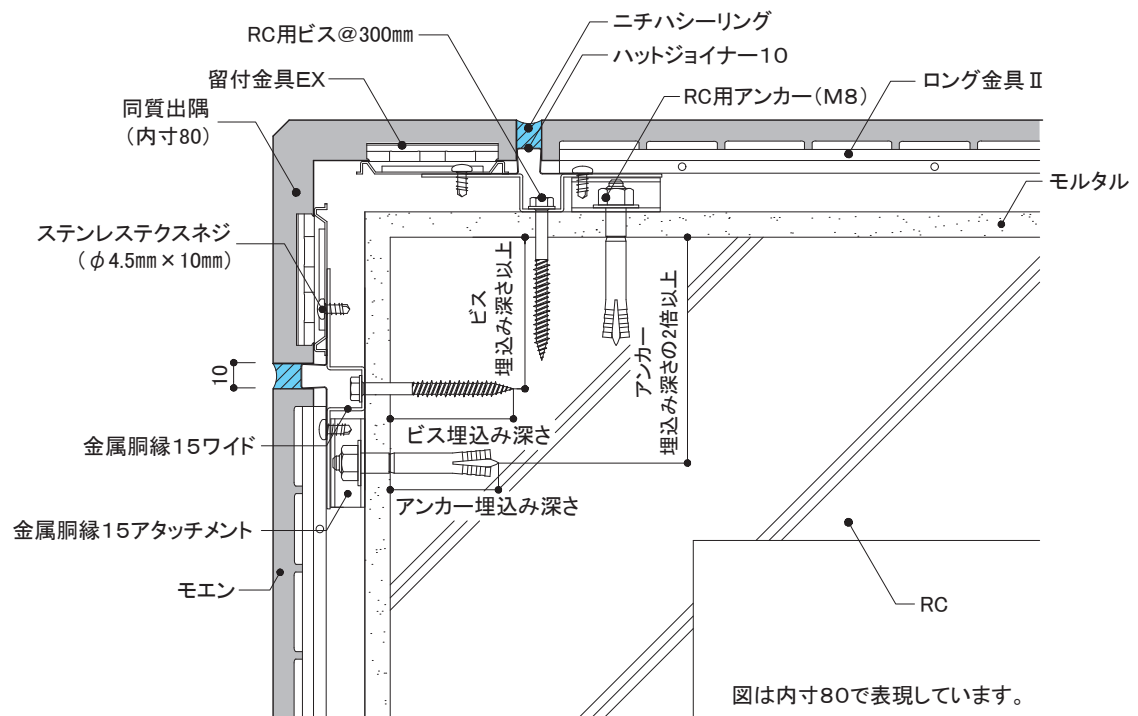 ニチハシーリング
RC用ビス@300㎜
ハットジョイナー10
留付金具EX
RC用アンカー(M8)
ロング金具Ⅱ
同質出隅
(内寸80)
モルタル
ステンレステクスネジ
(φ4.5㎜×10㎜)
ビス
埋込み深さ以上
アンカー
埋込み深さの2倍以上
10
ビス埋込み深さ
金属胴縁15ワイド
アンカー埋込み深さ
金属胴縁15アタッチメント
モエン
RC
図は内寸80で表現しています。